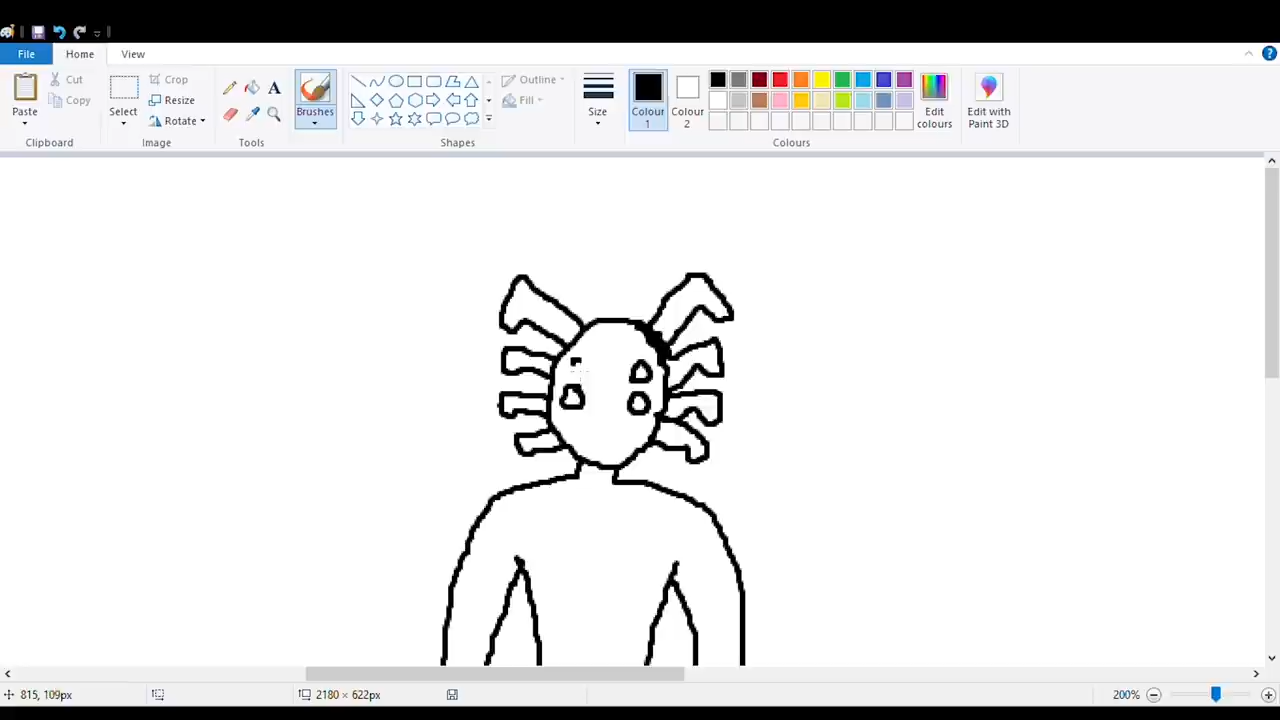 File Home View
Paste Cut Copy
Clipboard
Select Crop Resize Rotate
Image
A
Tools
Brushes
Outline Fill
Shapes
Size
Colour 1 Colour 2
Edit colours
Colours
Edit with Paint 3D
815, 109px 2180 × 622px 200%